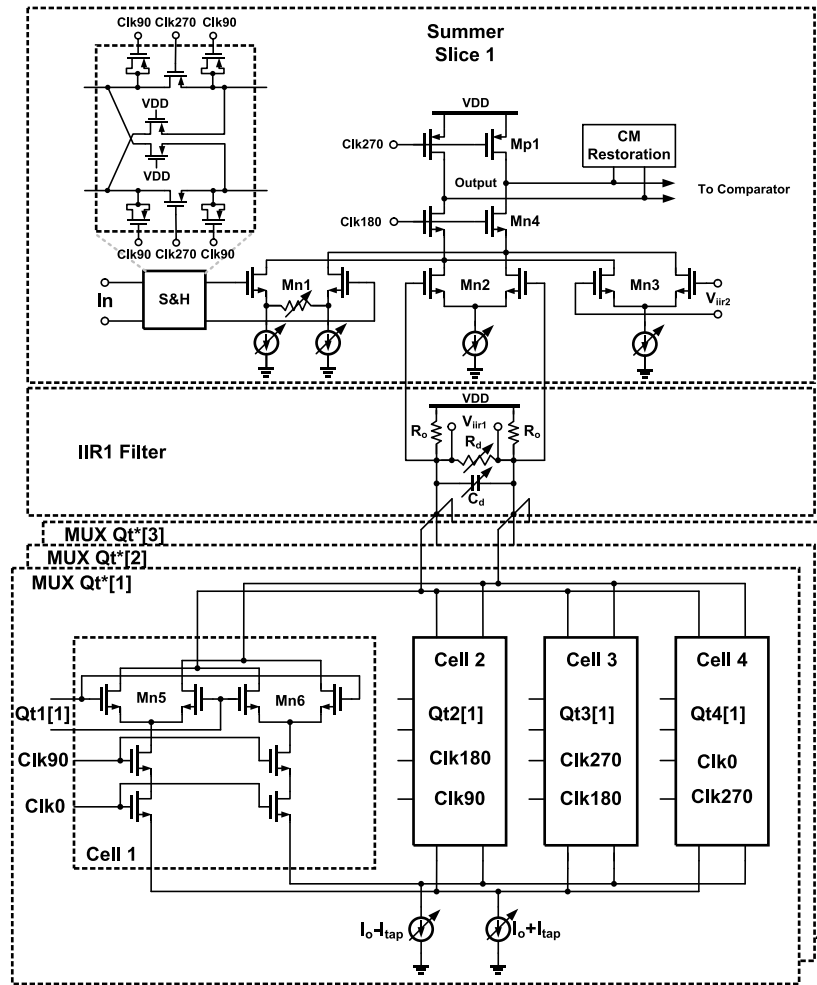 Clk90
Clk270
Clk90
VDD
VDD
Clk90
Clk270
Clk90
Summer
Slice 1
VDD
Clk270
Mp1
CM
Restoration
Output
To Comparator
Clk180
Mn4
In
S&H
Mn1
Mn2
Mn3
Viir2
IIR1 Filter
VDD
Viir1
Ro
Rd
Ro
Cd
MUX Qt*[3]
MUX Qt*[2]
MUX Qt*[1]
Mn5
Mn6
Qt1[1]
Clk90
Clk0
Cell 1
Cell 2
Qt2[1]
Clk180
Clk90
Cell 3
Qt3[1]
Clk270
Clk180
Cell 4
Qt4[1]
Clk0
Clk270
Io-Itap
Io+Itap